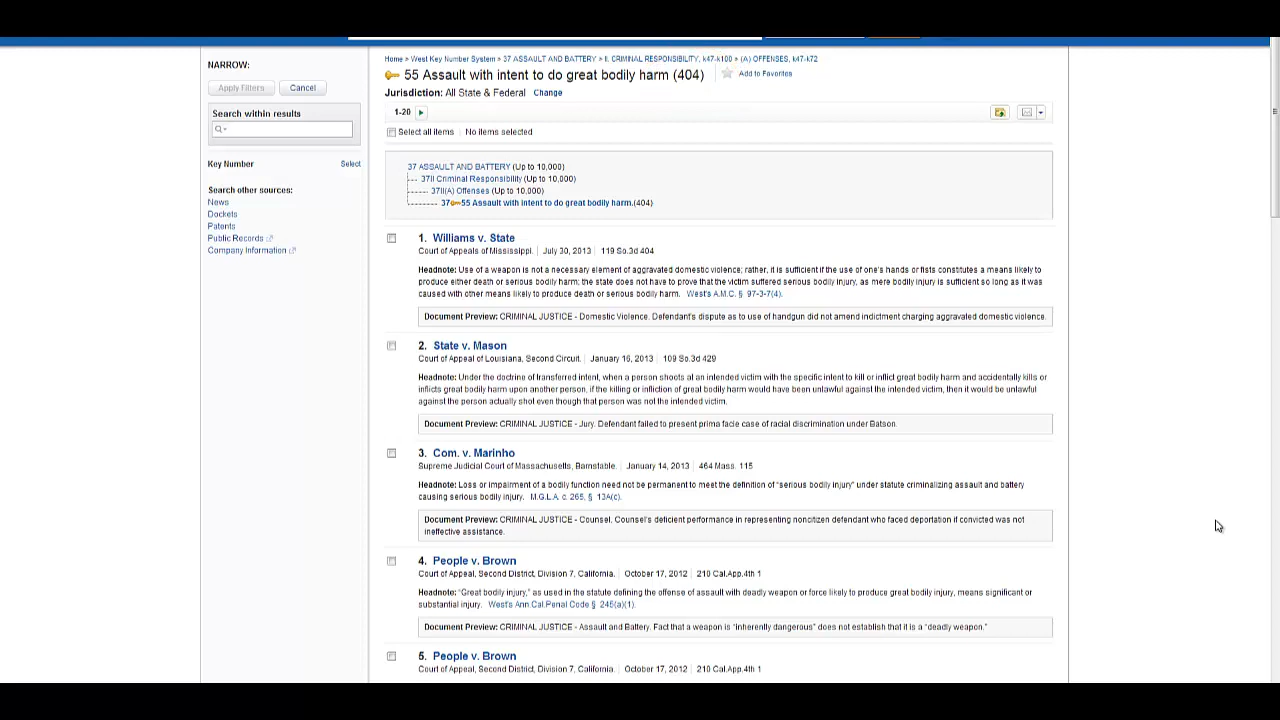 NARROW:
Apply Filters Cancel
Search within results
Key Number Select
Search other sources:
News
Dockets
Patents
Public Records
Company Information
Home » West Key Number System » 37 ASSAULT AND BATTERY » II. CRIMINAL RESPONSIBILITY, k47-k100 » (A) OFFENSES, k47-k72
55 Assault with intent to do great bodily harm (404) Add to Favorites
Jurisdiction: All State & Federal Change
1-20
Select all items No items selected
37 ASSAULT AND BATTERY (Up to 10,000)
37II Criminal Responsibility (Up to 10,000)
37II(A) Offenses (Up to 10,000)
37 55 Assault with intent to do great bodily harm.(404)
1. Williams v. State
Court of Appeals of Mississippi. July 30, 2013 119 So.3d 404
Headnote: Use of a weapon is not a necessary element of aggravated domestic violence; rather, it is sufficient if the use of one's hands or fists constitutes a means likely to
produce either death or serious bodily harm; the state does not have to prove that the victim suffered serious bodily injury, as mere bodily injury is sufficient so long as it was
caused with other means likely to produce death or serious bodily harm. West's A.M.C. § 97-3-7(4).
Document Preview: CRIMINAL JUSTICE - Domestic Violence. Defendant's dispute as to use of handgun did not amend indictment charging aggravated domestic violence.
2. State v. Mason
Court of Appeal of Louisiana, Second Circuit. January 16, 2013 109 So.3d 429
Headnote: Under the doctrine of transferred intent, when a person shoots at an intended victim with the specific intent to kill or inflict great bodily harm and accidentally kills or
inflicts great bodily harm upon another person, if the killing or infliction of great bodily harm would have been unlawful against the intended victim, then it would be unlawful
against the person actually shot even though that person was not the intended victim.
Document Preview: CRIMINAL JUSTICE - Jury. Defendant failed to present prima facie case of racial discrimination under Batson.
3. Com. v. Marinho
Supreme Judicial Court of Massachusetts, Barnstable. January 14, 2013 464 Mass. 115
Headnote: Loss or impairment of a bodily function need not be permanent to meet the definition of "serious bodily injury" under statute criminalizing assault and battery
causing serious bodily injury. M.G.L.A. c. 265, § 13A(c).
Document Preview: CRIMINAL JUSTICE - Counsel. Counsel's deficient performance in representing noncitizen defendant who faced deportation if convicted was not
ineffective assistance.
4. People v. Brown
Court of Appeal, Second District, Division 7, California. October 17, 2012 210 Cal.App.4th 1
Headnote: "Great bodily injury," as used in the statute defining the offense of assault with deadly weapon or force likely to produce great bodily injury, means significant or
substantial injury. West's Ann.Cal.Penal Code § 245(a)(1).
Document Preview: CRIMINAL JUSTICE - Assault and Battery. Fact that a weapon is "inherently dangerous" does not establish that it is a "deadly weapon."
5. People v. Brown
Court of Appeal, Second District, Division 7, California. October 17, 2012 210 Cal.App.4th 1